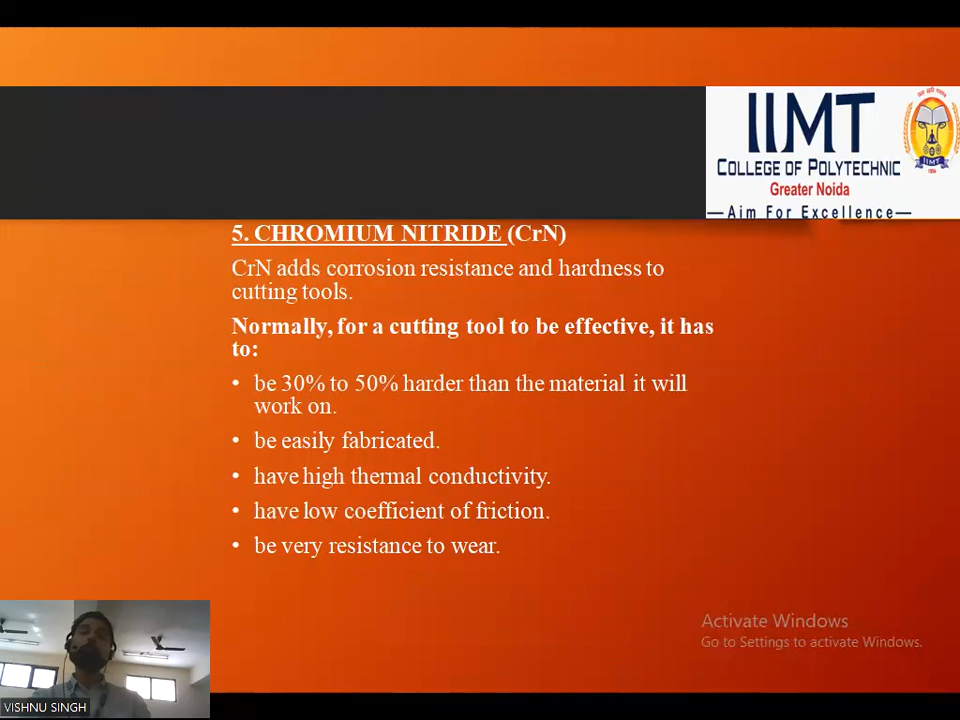 IIMT
COLLEGE OF POLYTECHNIC
Greater Noida
—Aim For Excellence—
IIMT
5. CHROMIUM NITRIDE (CrN)
CrN adds corrosion resistance and hardness to
cutting tools.
Normally, for a cutting tool to be effective, it has
to:
• be 30% to 50% harder than the material it will
work on.
• be easily fabricated.
• have high thermal conductivity.
• have low coefficient of friction.
• be very resistance to wear.
Activate Windows
Go to Settings to activate Windows.
VISHNU SINGH